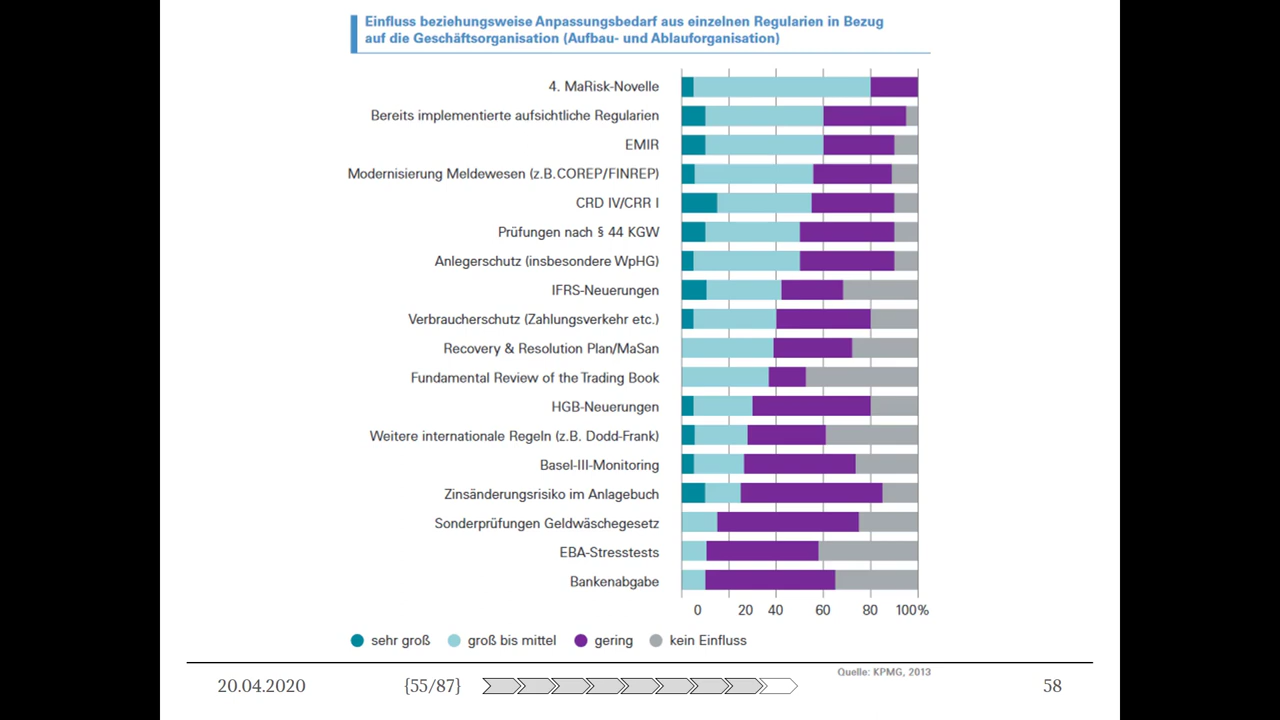 Einfluss beziehungsweise Anpassungsbedarf aus einzelnen Regularien in Bezug
auf die Geschäftsorganisation (Aufbau- und Ablauforganisation)
4. MaRisk-Novelle
Bereits implementierte aufsichtliche Regularien
EMIR
Modernisierung Meldewesen (z.B.COREP/FINREP)
CRD IV/CRR I
Prüfungen nach § 44 KGW
Anlegerschutz (insbesondere WpHG)
IFRS-Neuerungen
Verbraucherschutz (Zahlungsverkehr etc.)
Recovery & Resolution Plan/MaSan
Fundamental Review of the Trading Book
HGB-Neuerungen
Weitere internationale Regeln (z.B. Dodd-Frank)
Basel-III-Monitoring
Zinsänderungsrisiko im Anlagebuch
Sonderprüfungen Geldwäschegesetz
EBA-Stresstests
Bankenabgabe
0 20 40 60 80 100%
sehr groß groß bis mittel gering kein Einfluss
Quelle: KPMG, 2013
20.04.2020 {55/87} 58